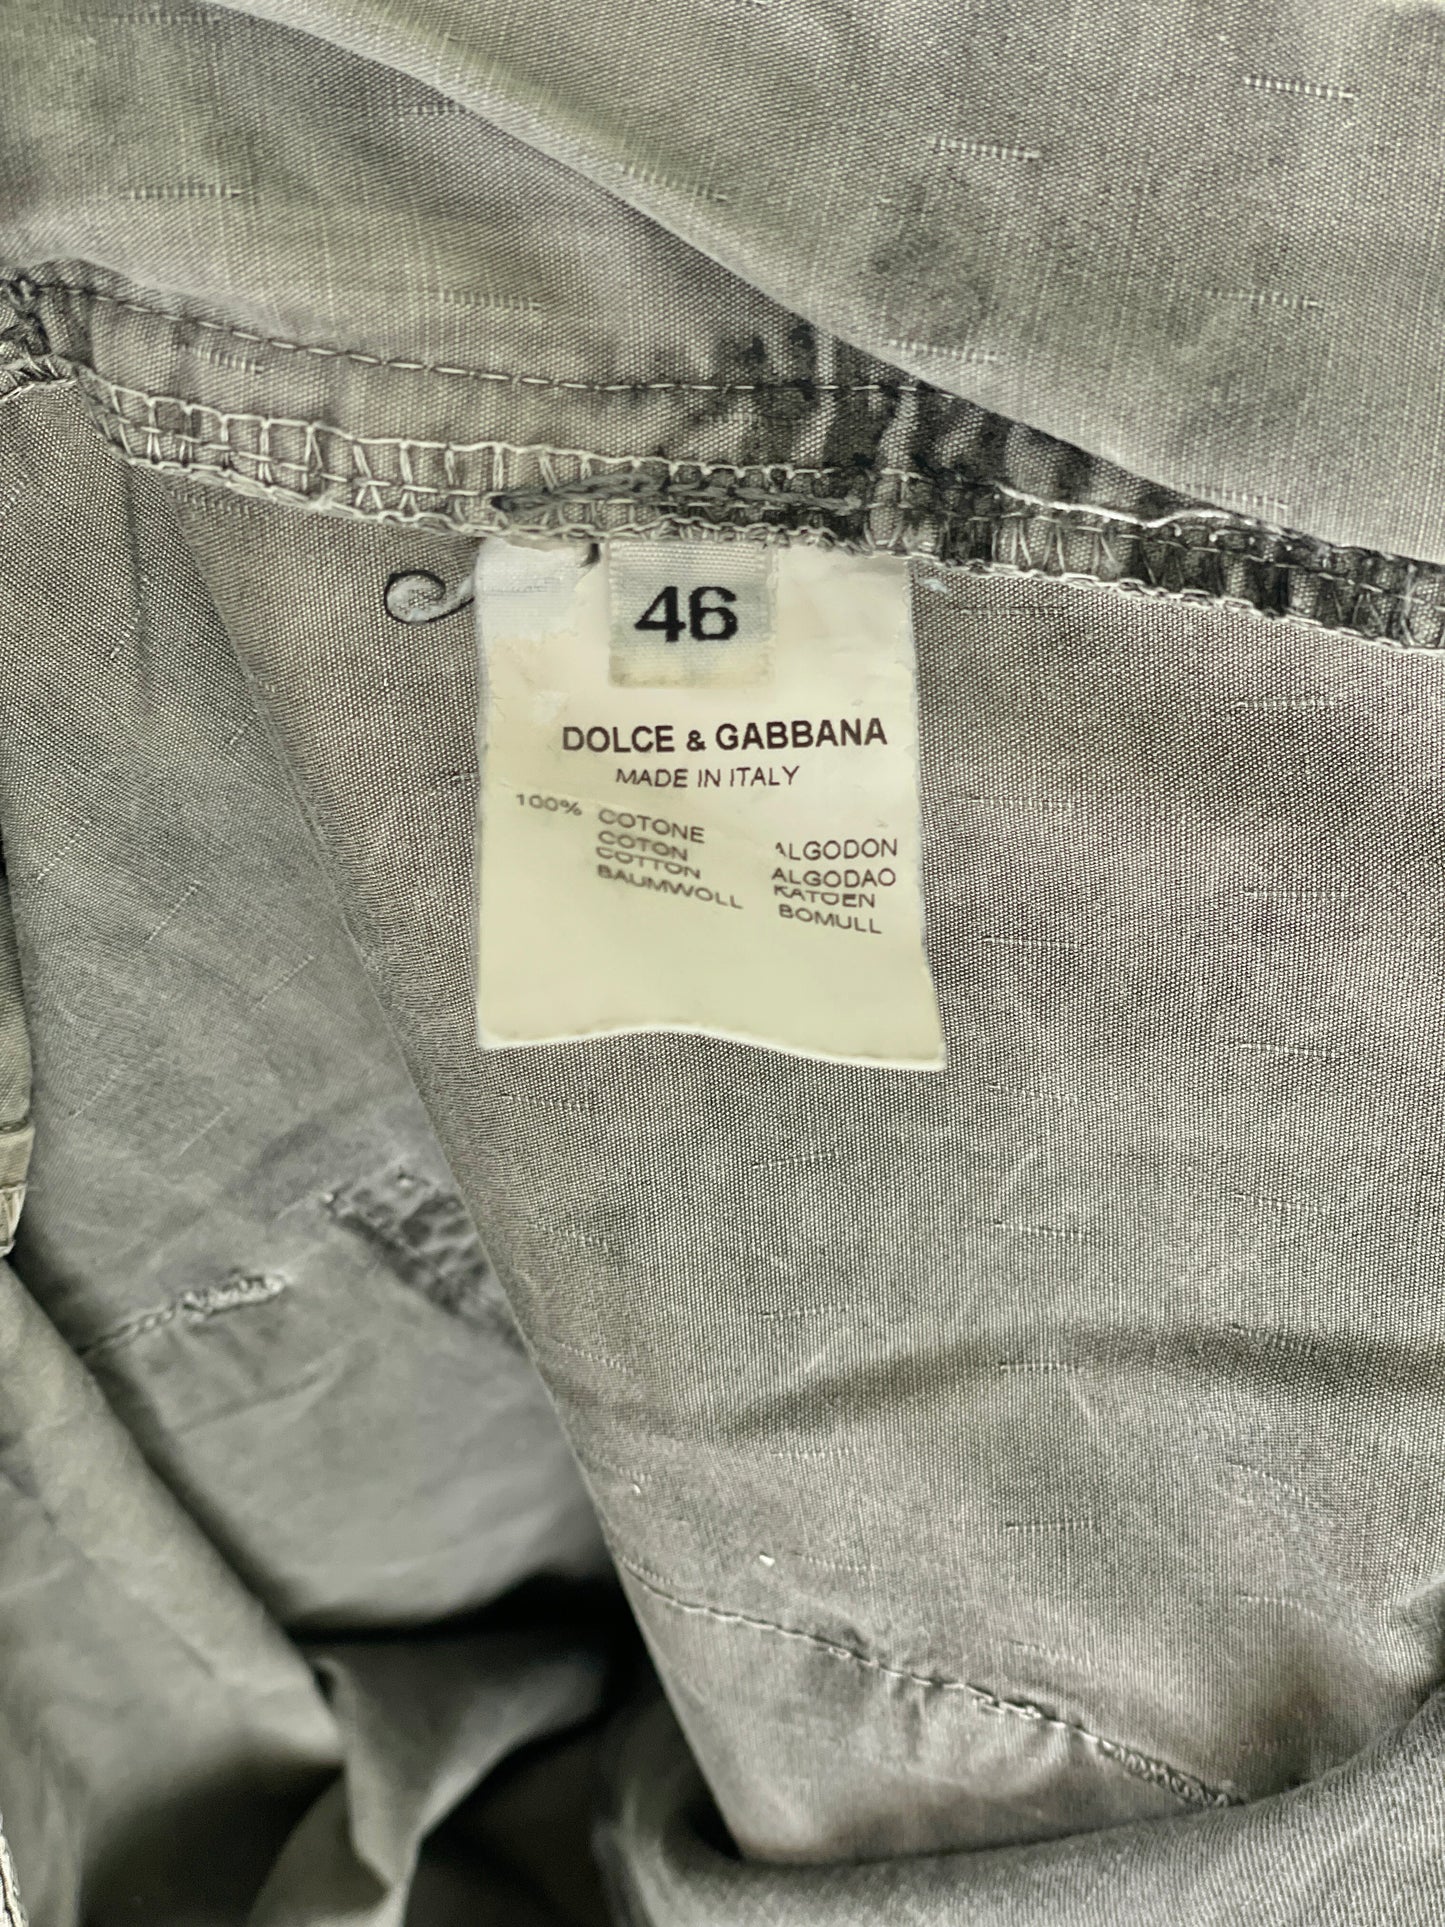 46
DOLCE & GABBANA
MADE IN ITALY
100% COTONE
COTON
COTTON
BAUMWOLL
ALGODON
ALGODAO
KATOEN
BOMULL